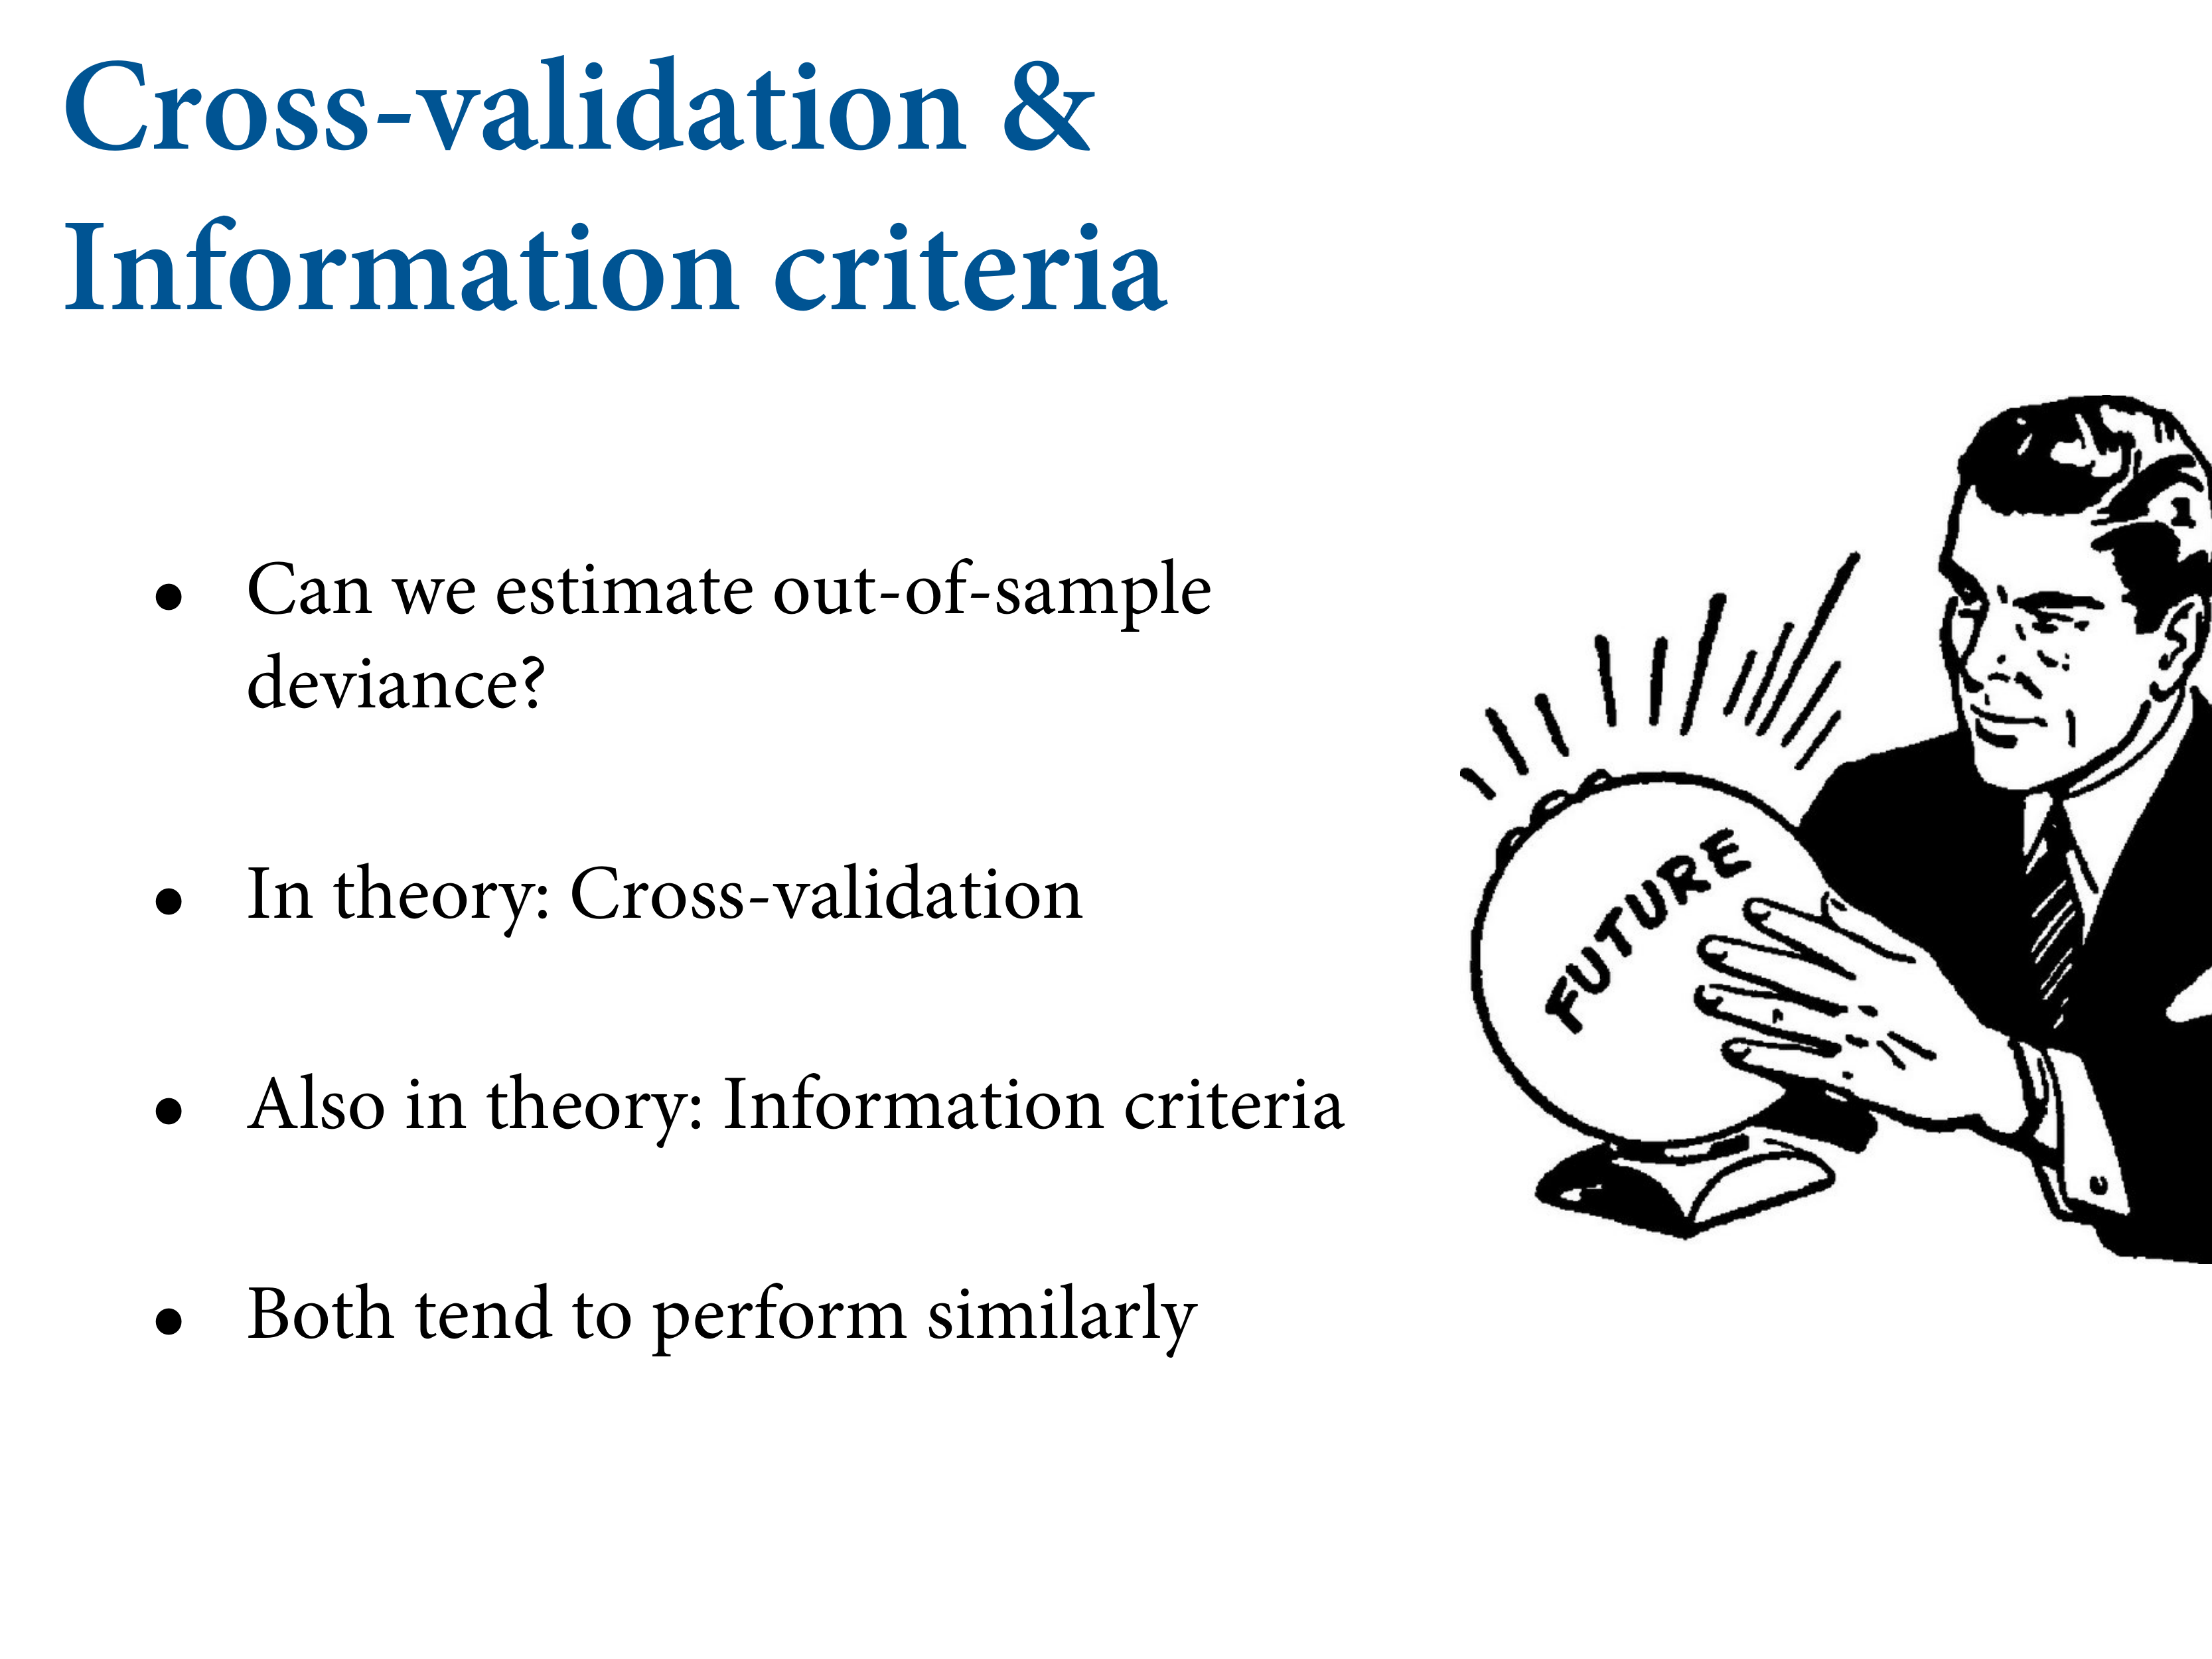 Cross-validation &
Information criteria
• Can we estimate out-of-sample
deviance?
• In theory: Cross-validation
• Also in theory: Information criteria
• Both tend to perform similarly
FUTURE